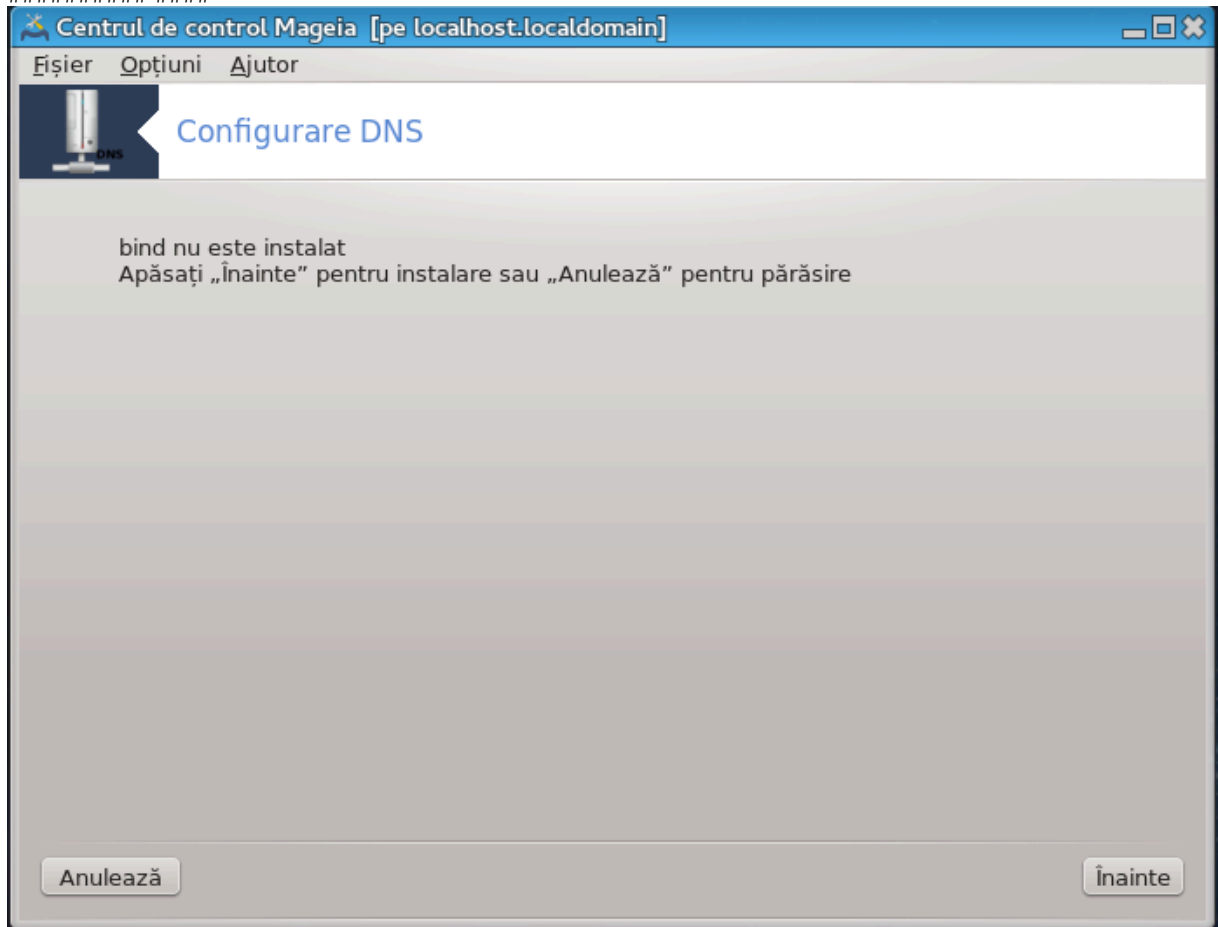 Centrul de control Mageia [pe localhost.localdomain]
Fișier Opțiuni Ajutor
DNS
Configurare DNS
bind nu este instalat
Apăsați „Înainte” pentru instalare sau „Anulează” pentru părăsire
Anulează
Înainte